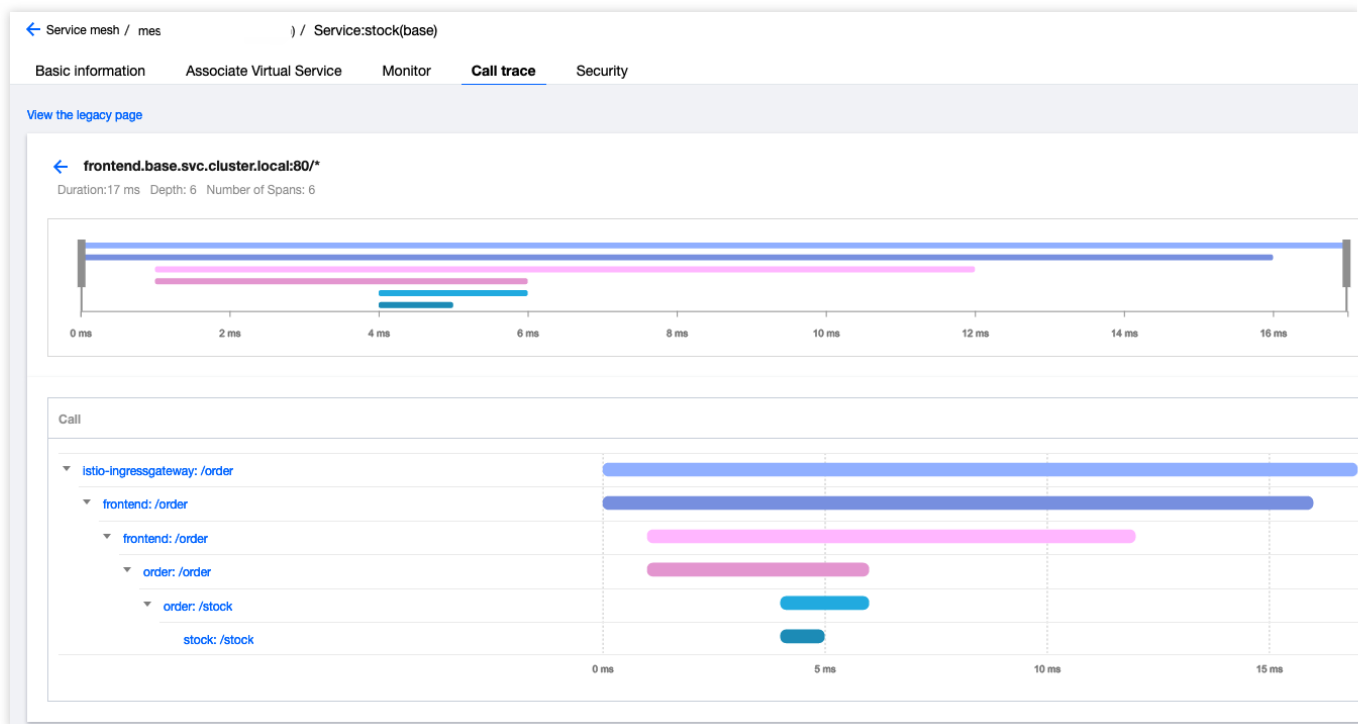 Service mesh / mes ) / Service:stock(base)
Basic information Associate Virtual Service Monitor Call trace Security
View the legacy page
frontend.base.svc.cluster.local:80/*
Duration:17 ms Depth: 6 Number of Spans: 6
0 ms 2 ms 4 ms 6 ms 8 ms 10 ms 12 ms 14 ms 16 ms
Call
istio-ingressgateway: /order
frontend: /order
frontend: /order
order: /order
order: /stock
stock: /stock
0 ms 5 ms 10 ms 15 ms